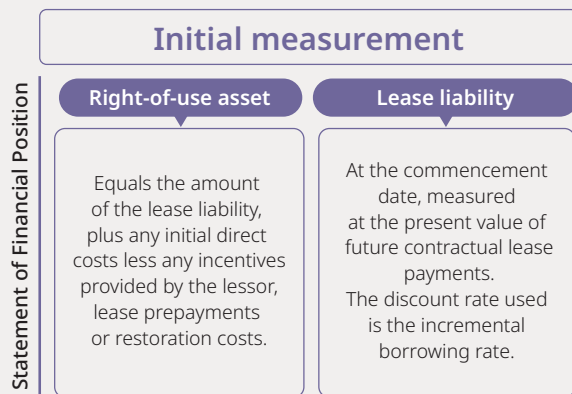 Initial measurement
Statement of Financial Position
Right-of-use asset
Equals the amount
of the lease liability,
plus any initial direct
costs less any incentives
provided by the lessor,
lease prepayments
or restoration costs.
Lease liability
At the commencement
date, measured
at the present value of
future contractual lease
payments.
The discount rate used
is the incremental
borrowing rate.